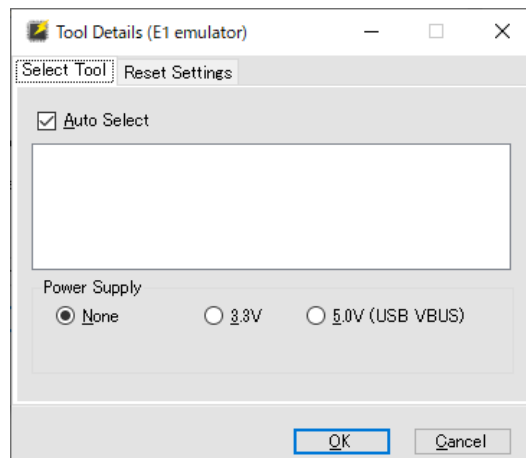 Tool Details (E1 emulator)
Select Tool Reset Settings
Auto Select
Power Supply
None 3.3V 5.0V (USB VBUS)
OK Cancel